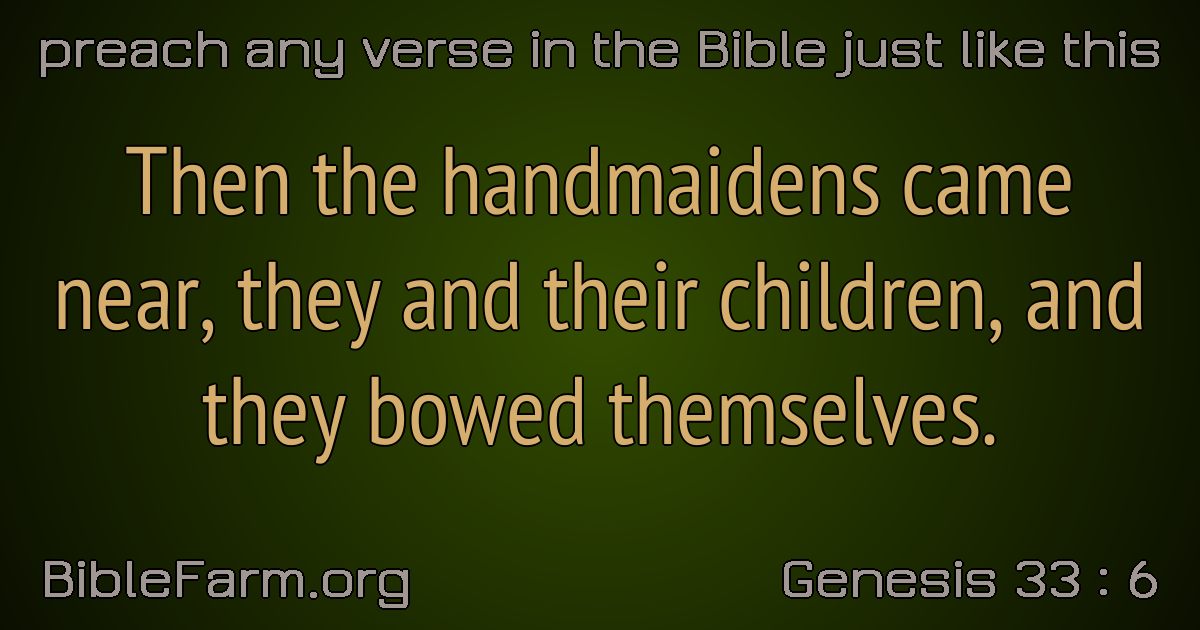 preach any verse in the Bible just like this
Then the handmaidens came
near, they and their children, and
they bowed themselves.
BibleFarm.org
Genesis 33 : 6